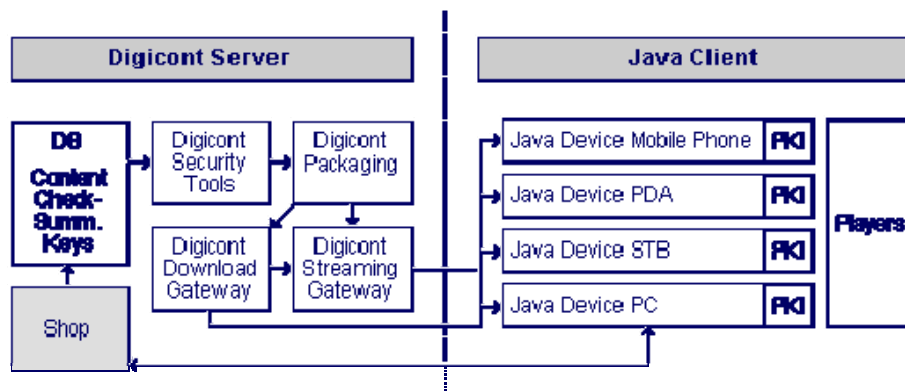 Digicont Server
Java Client
DB
Content
Check-
Summ.
Keys
Digicont
Security
Tools
Digicont
Packaging
Digicont
Download
Gateway
Digicont
Streaming
Gateway
Shop
Java Device Mobile Phone
PKI
Java Device PDA
PKI
Java Device STB
PKI
Java Device PC
PKI
Players